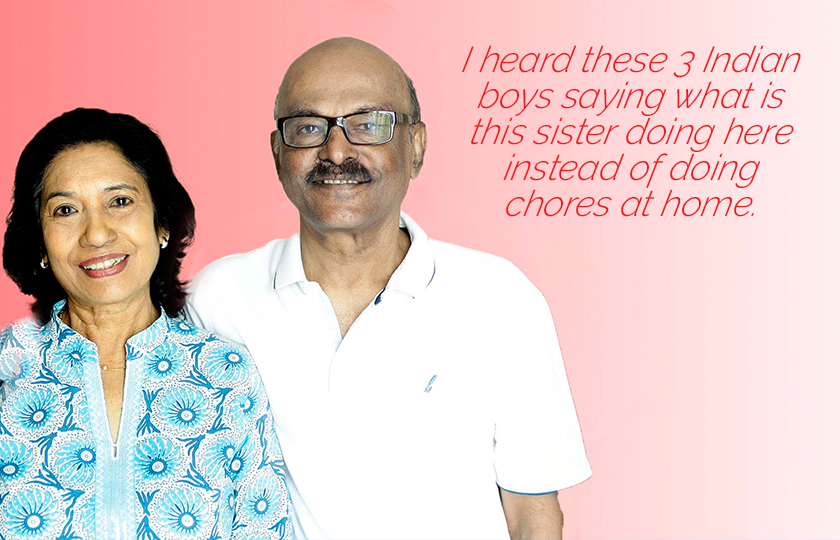 I heard these 3 Indian
boys saying what is
this sister doing here
instead of doing
chores at home.